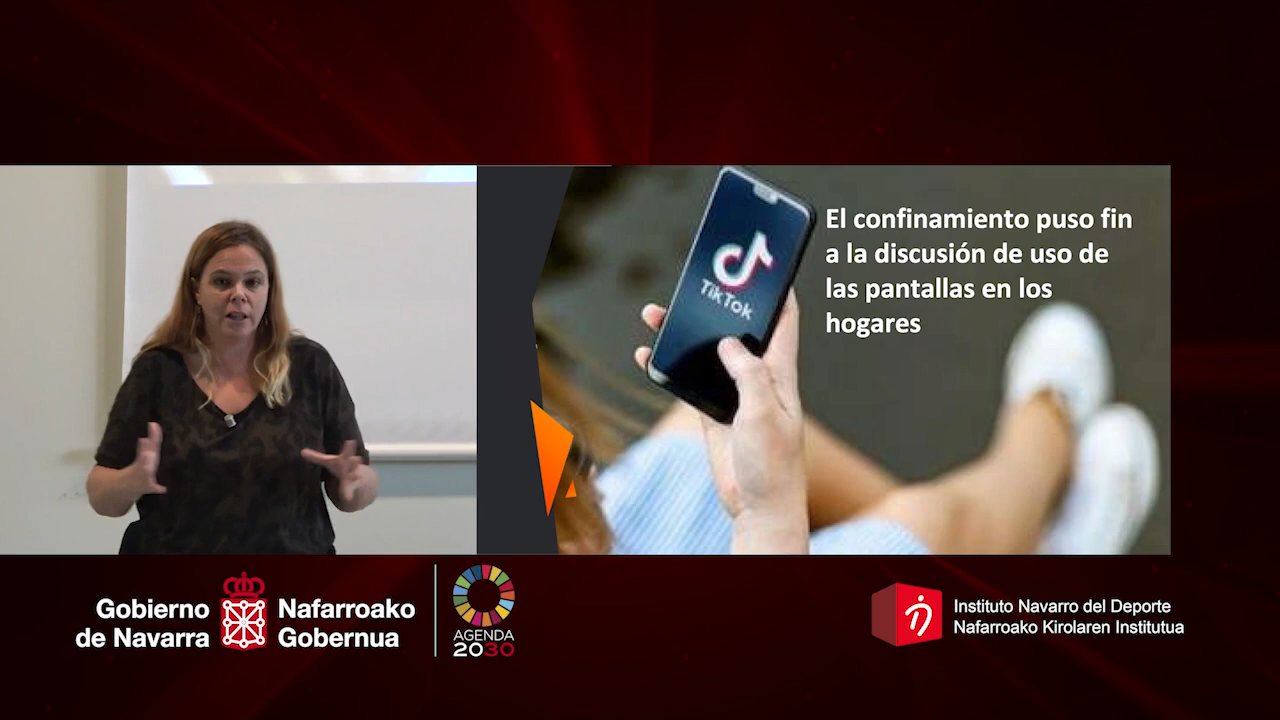 El confinamiento puso fin
a la discusión de uso de
las pantallas en los
hogares
TikTok
Gobierno
de Navarra
Nafarroako
Gobernua
AGENDA
2030
Instituto Navarro del Deporte
Nafarroako Kirolaren Institutua